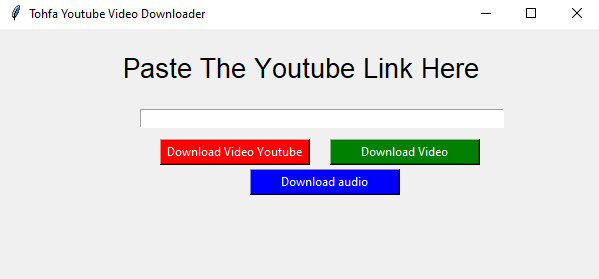 Tohfa Youtube Video Downloader
Paste The Youtube Link Here
Download Video Youtube
Download Video
Download audio